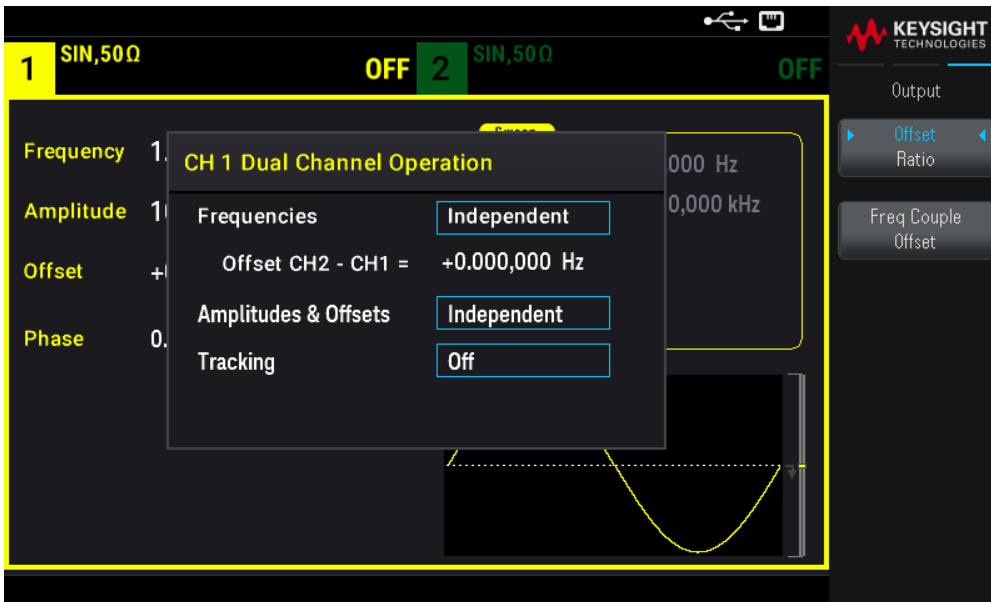 1 SIN,50Ω OFF 2 SIN,50Ω OFF
KEYSIGHT
TECHNOLOGIES
Output
Offset
Ratio
Freq Couple
Offset
Frequency 1.
Amplitude
Offset
Phase 0.
000 Hz
0,000 kHz
CH 1 Dual Channel Operation
Frequencies Independent
Offset CH2 - CH1 = +0.000,000 Hz
Amplitudes & Offsets Independent
Tracking Off